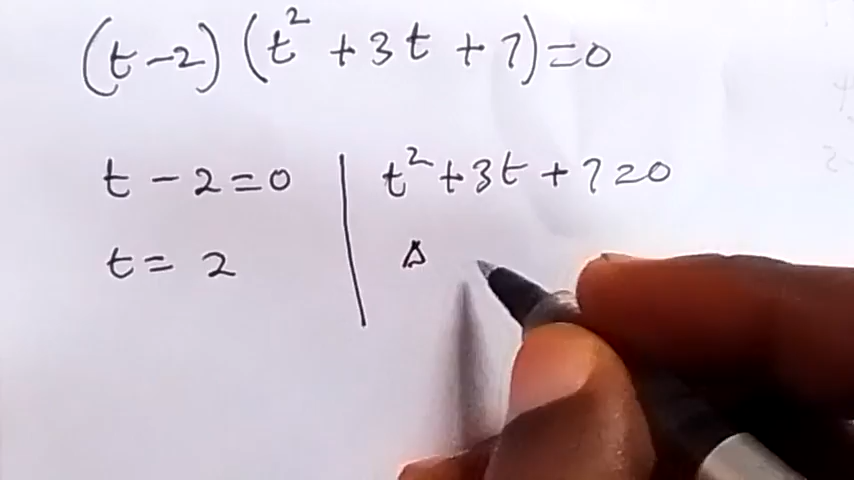 (t-2)(t²+3t+7)=0
t-2=0 | t²+3t+7=0
t=2 | Δ